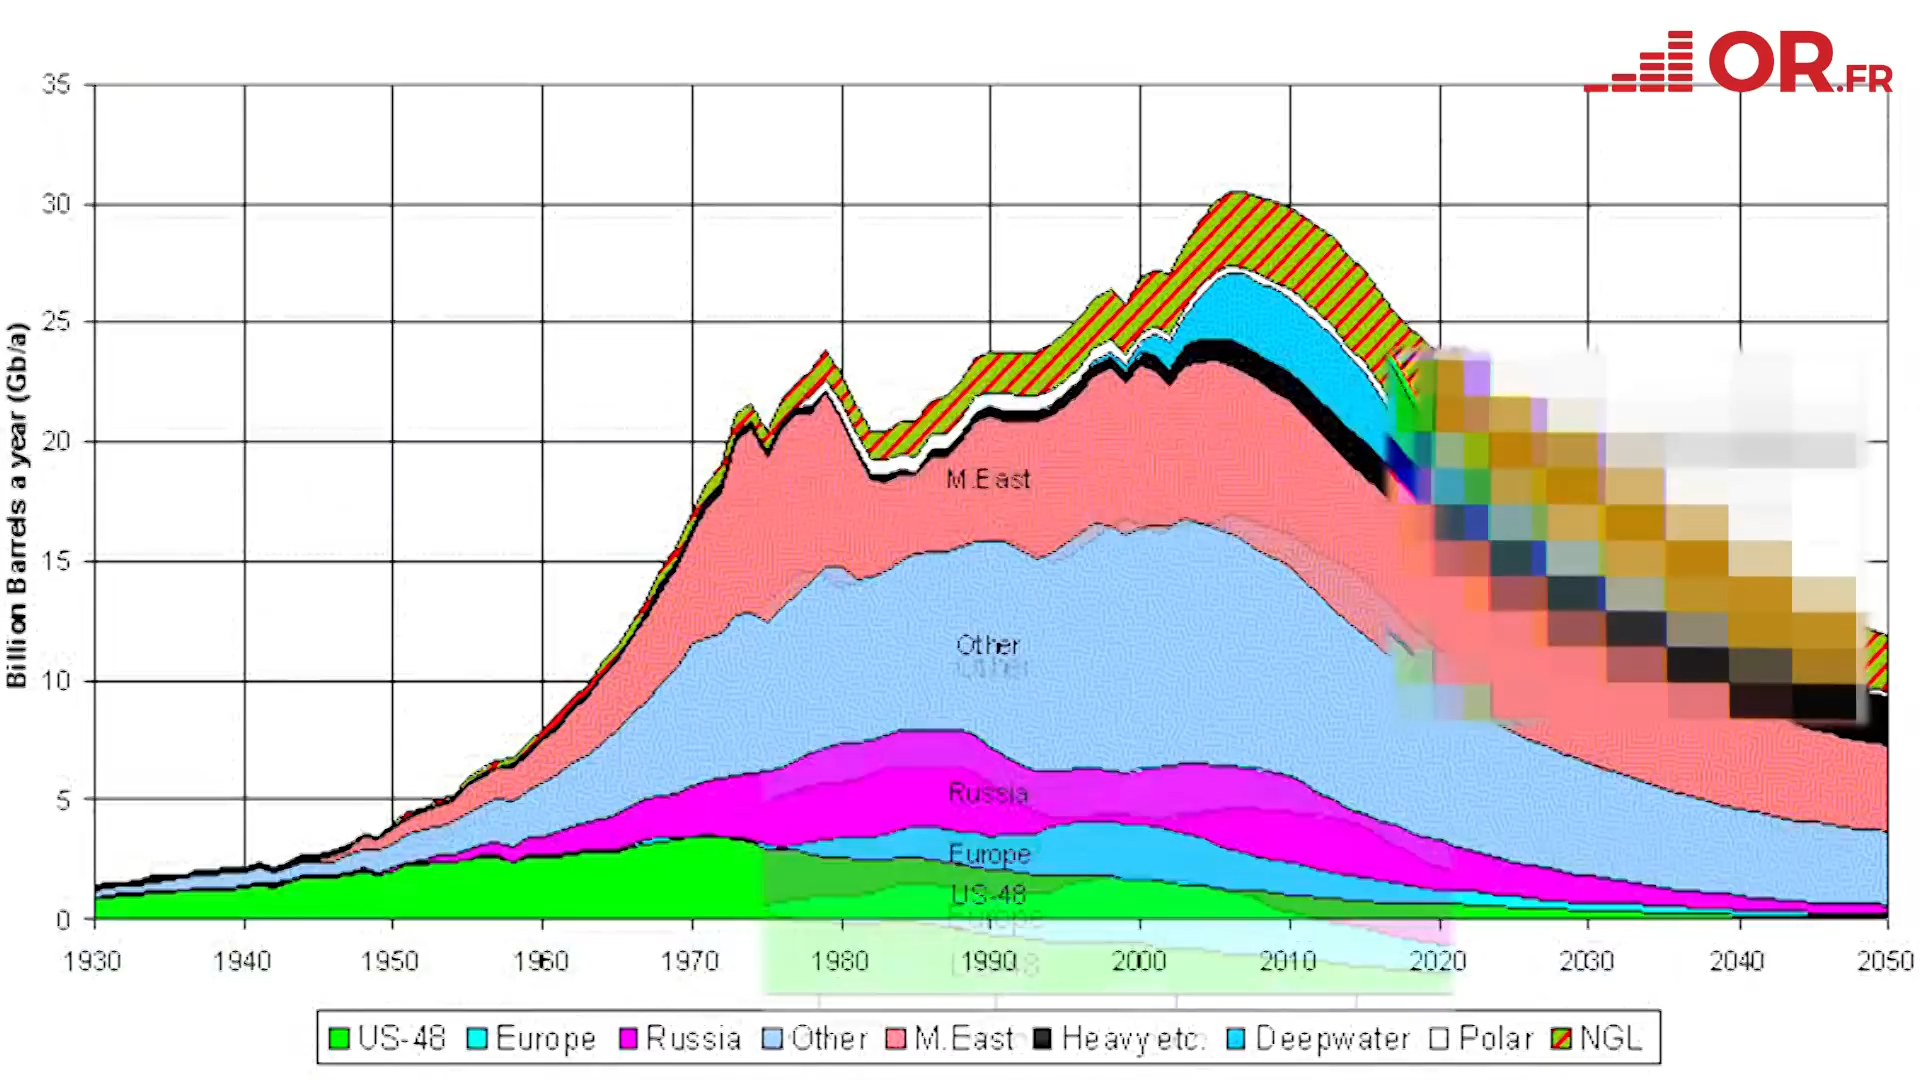 OR.FR
35
30
25
20
15
10
5
0
Billion Barrels a year (Gb/a)
M.East
Other
Other
Russia
Europe
US-48
Europe
1930 1940 1950 1960 1970 1980 1990 2000 2010 2020 2030 2040 2050
US-48 Europe Russia Other M.East Heavy etc. Deepwater Polar NGL